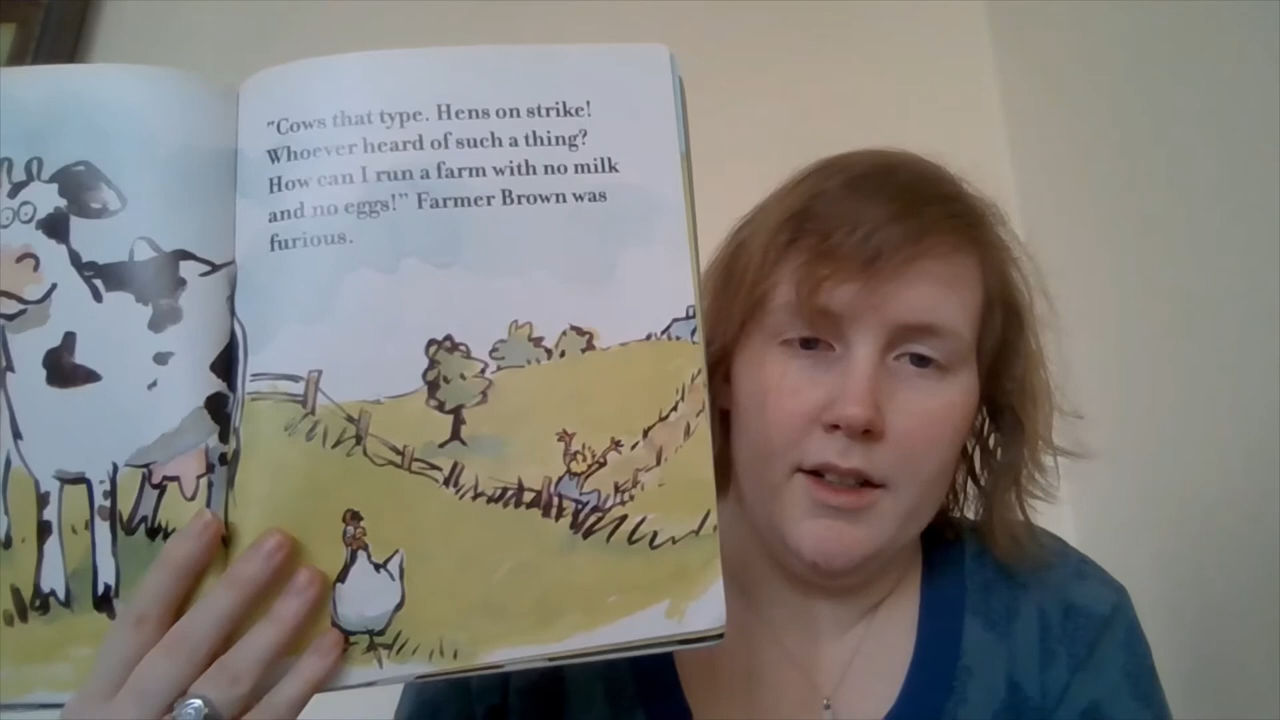 "Cows that type. Hens on strike!
Whoever heard of such a thing?
How can I run a farm with no milk
and no eggs!" Farmer Brown was
furious.